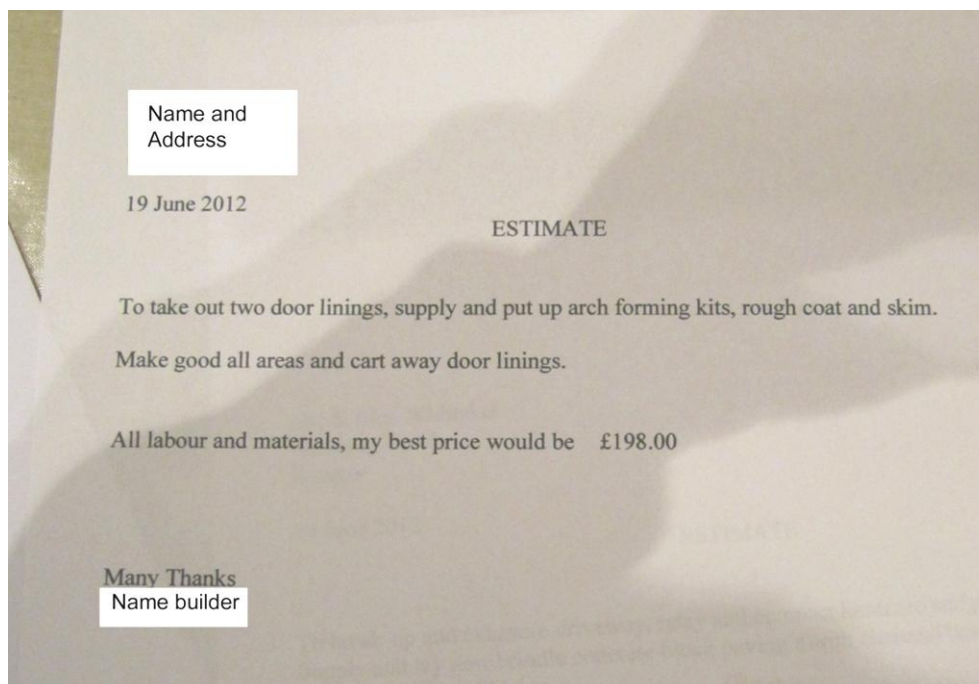 Name and
Address
19 June 2012
ESTIMATE
To take out two door linings, supply and put up arch forming kits, rough coat and skim.
Make good all areas and cart away door linings.
All labour and materials, my best price would be £198.00
Many Thanks
Name builder
ESTIMATE